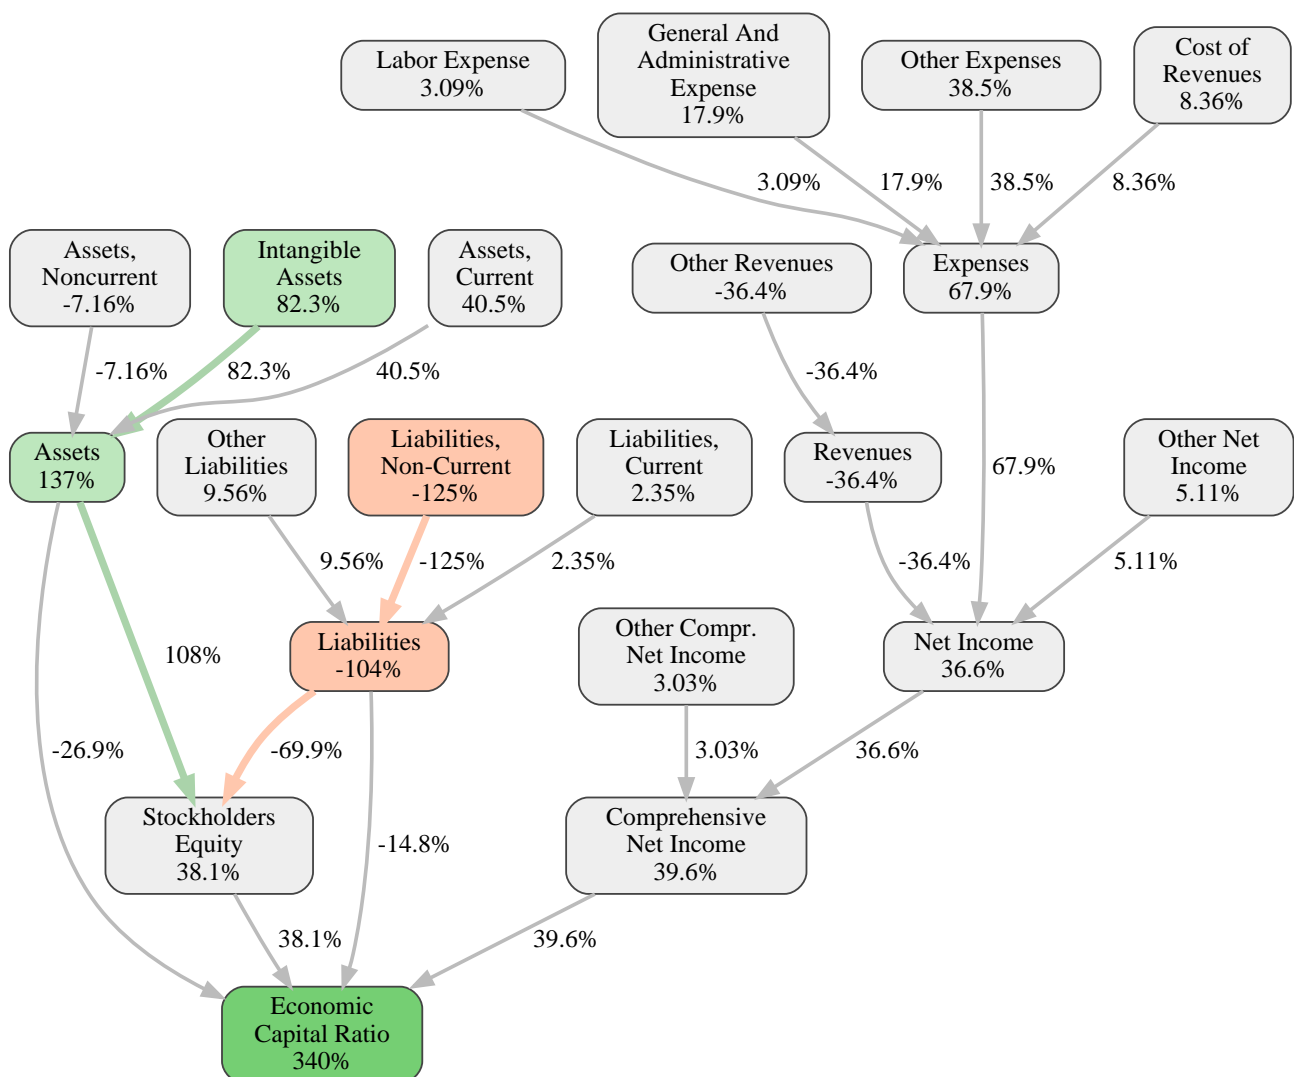 Labor Expense
3.09%
General And
Administrative
Expense
17.9%
Other Expenses
38.5%
Cost of
Revenues
8.36%
3.09%
17.9%
38.5%
8.36%
Assets,
Noncurrent
-7.16%
Intangible
Assets
82.3%
Assets,
Current
40.5%
Other Revenues
-36.4%
Expenses
67.9%
-7.16%
82.3%
40.5%
-36.4%
Assets
137%
Other
Liabilities
9.56%
Liabilities,
Non-Current
-125%
Liabilities,
Current
2.35%
Revenues
-36.4%
67.9%
Other Net
Income
5.11%
9.56%
-125%
2.35%
-36.4%
5.11%
108%
Liabilities
-104%
Other Compr.
Net Income
3.03%
Net Income
36.6%
-26.9%
-69.9%
3.03%
36.6%
Stockholders
Equity
38.1%
-14.8%
Comprehensive
Net Income
39.6%
38.1%
39.6%
Economic
Capital Ratio
340%